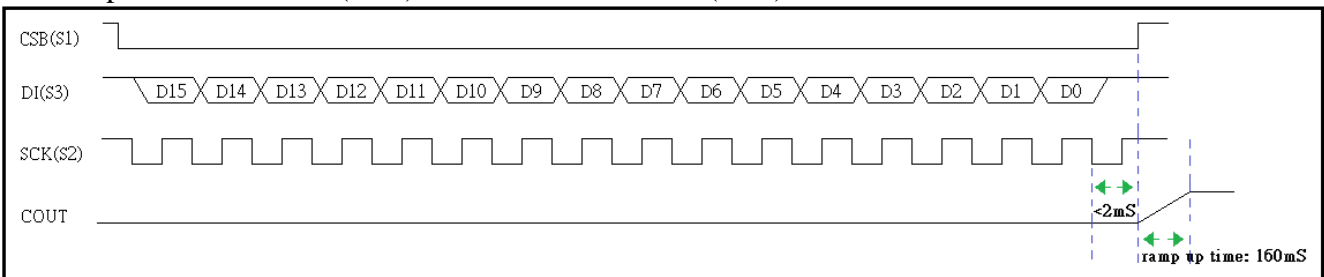 CSB(S1)
DI(S3) D15 D14 D13 D12 D11 D10 D9 D8 D7 D6 D5 D4 D3 D2 D1 D0
SCK(S2)
COUT
<2mS
ramp up time: 160mS